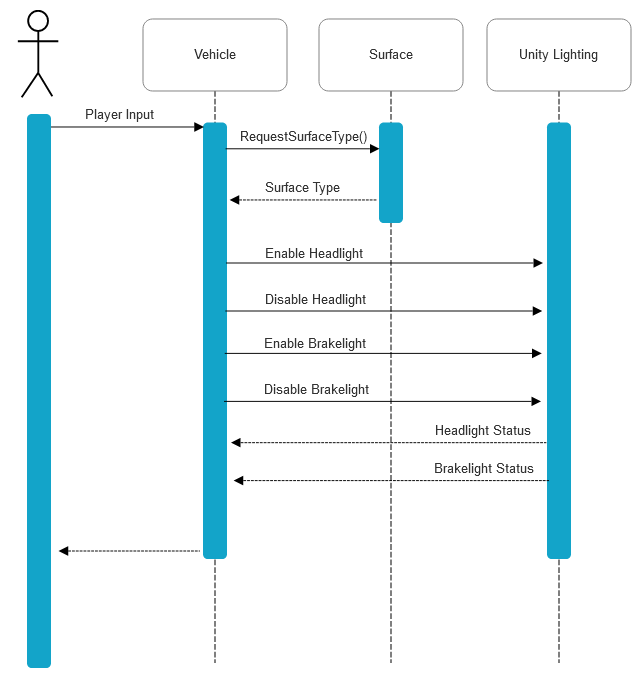 Vehicle
Surface
Unity Lighting
Player Input
RequestSurfaceType()
Surface Type
Enable Headlight
Disable Headlight
Enable Brakelight
Disable Brakelight
Headlight Status
Brakelight Status